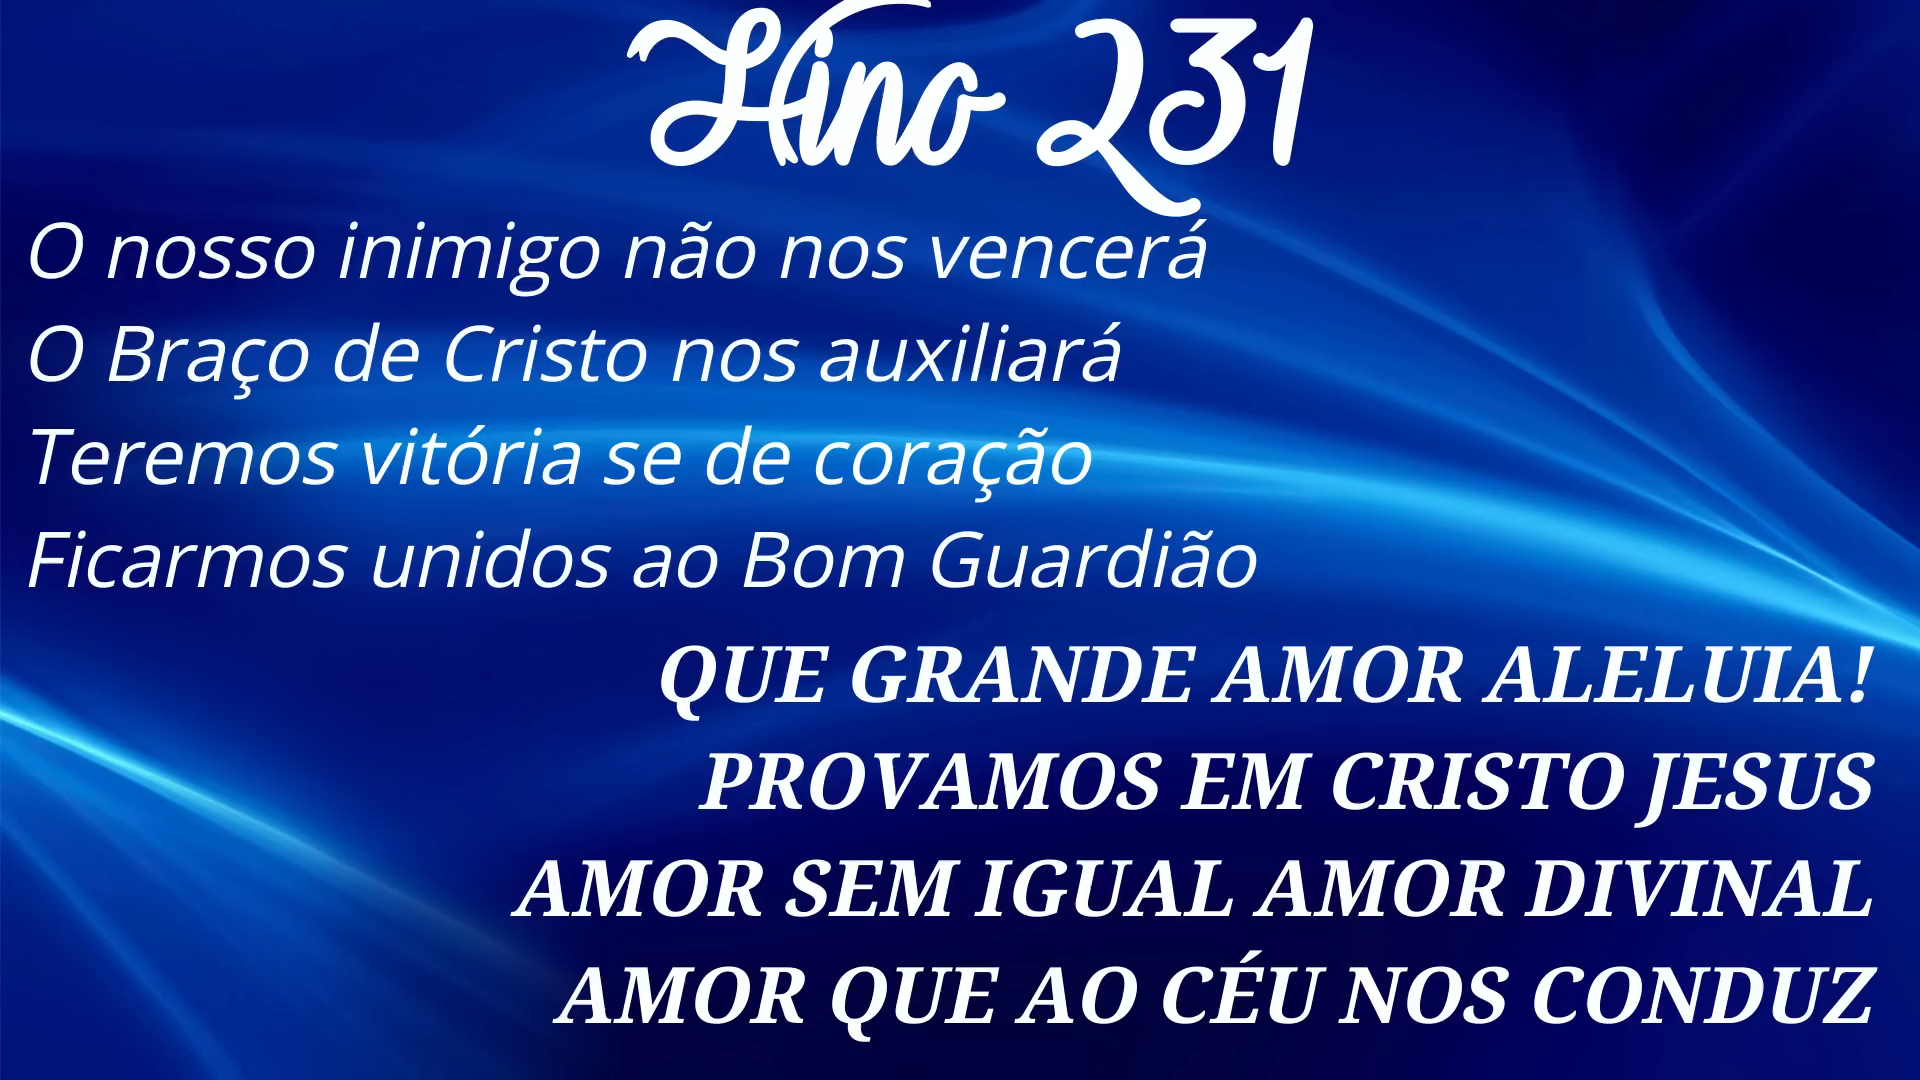 Hino 231
O nosso inimigo não nos vencerá
O Braço de Cristo nos auxiliará
Teremos vitória se de coração
Ficarmos unidos ao Bom Guardião
QUE GRANDE AMOR ALELUIA!
PROVAMOS EM CRISTO JESUS
AMOR SEM IGUAL AMOR DIVINAL
AMOR QUE AO CÉU NOS CONDUZ